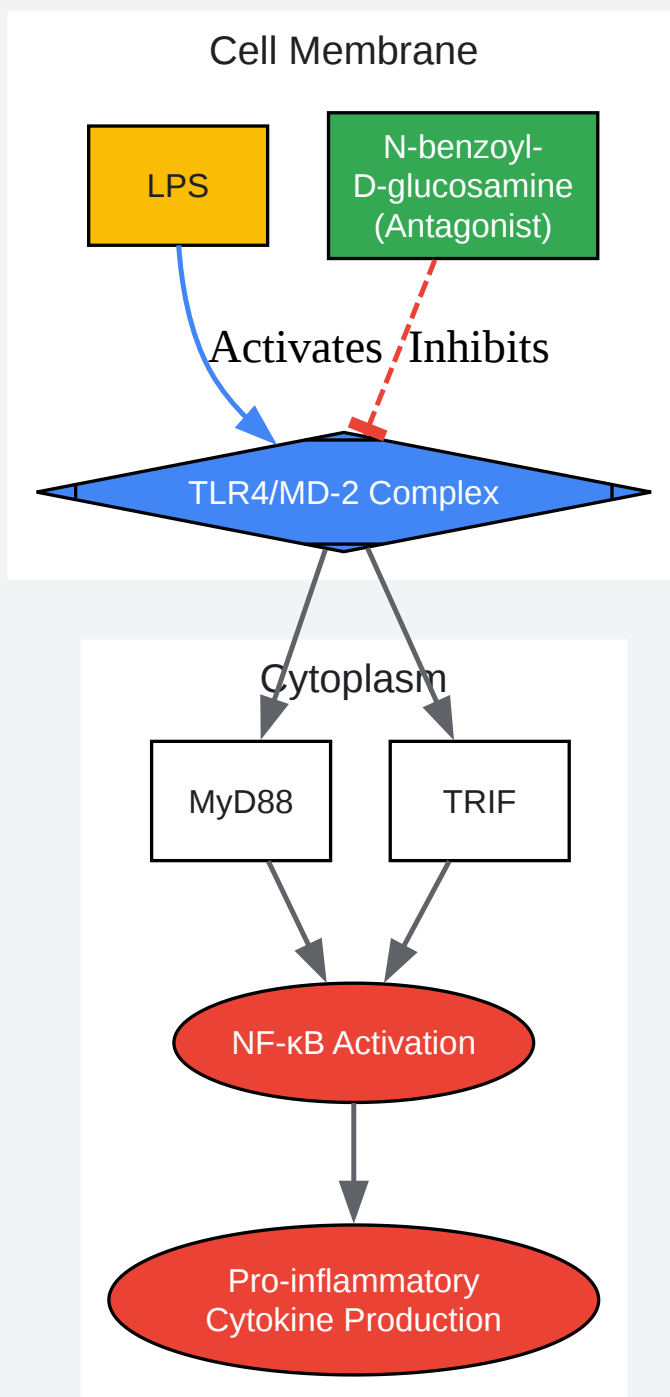 Cell Membrane
LPS
N-benzoyl-
D-glucosamine
(Antagonist)
Activates
Inhibits
TLR4/MD-2 Complex
Cytoplasm
MyD88
TRIF
NF-κB Activation
Pro-inflammatory
Cytokine Production